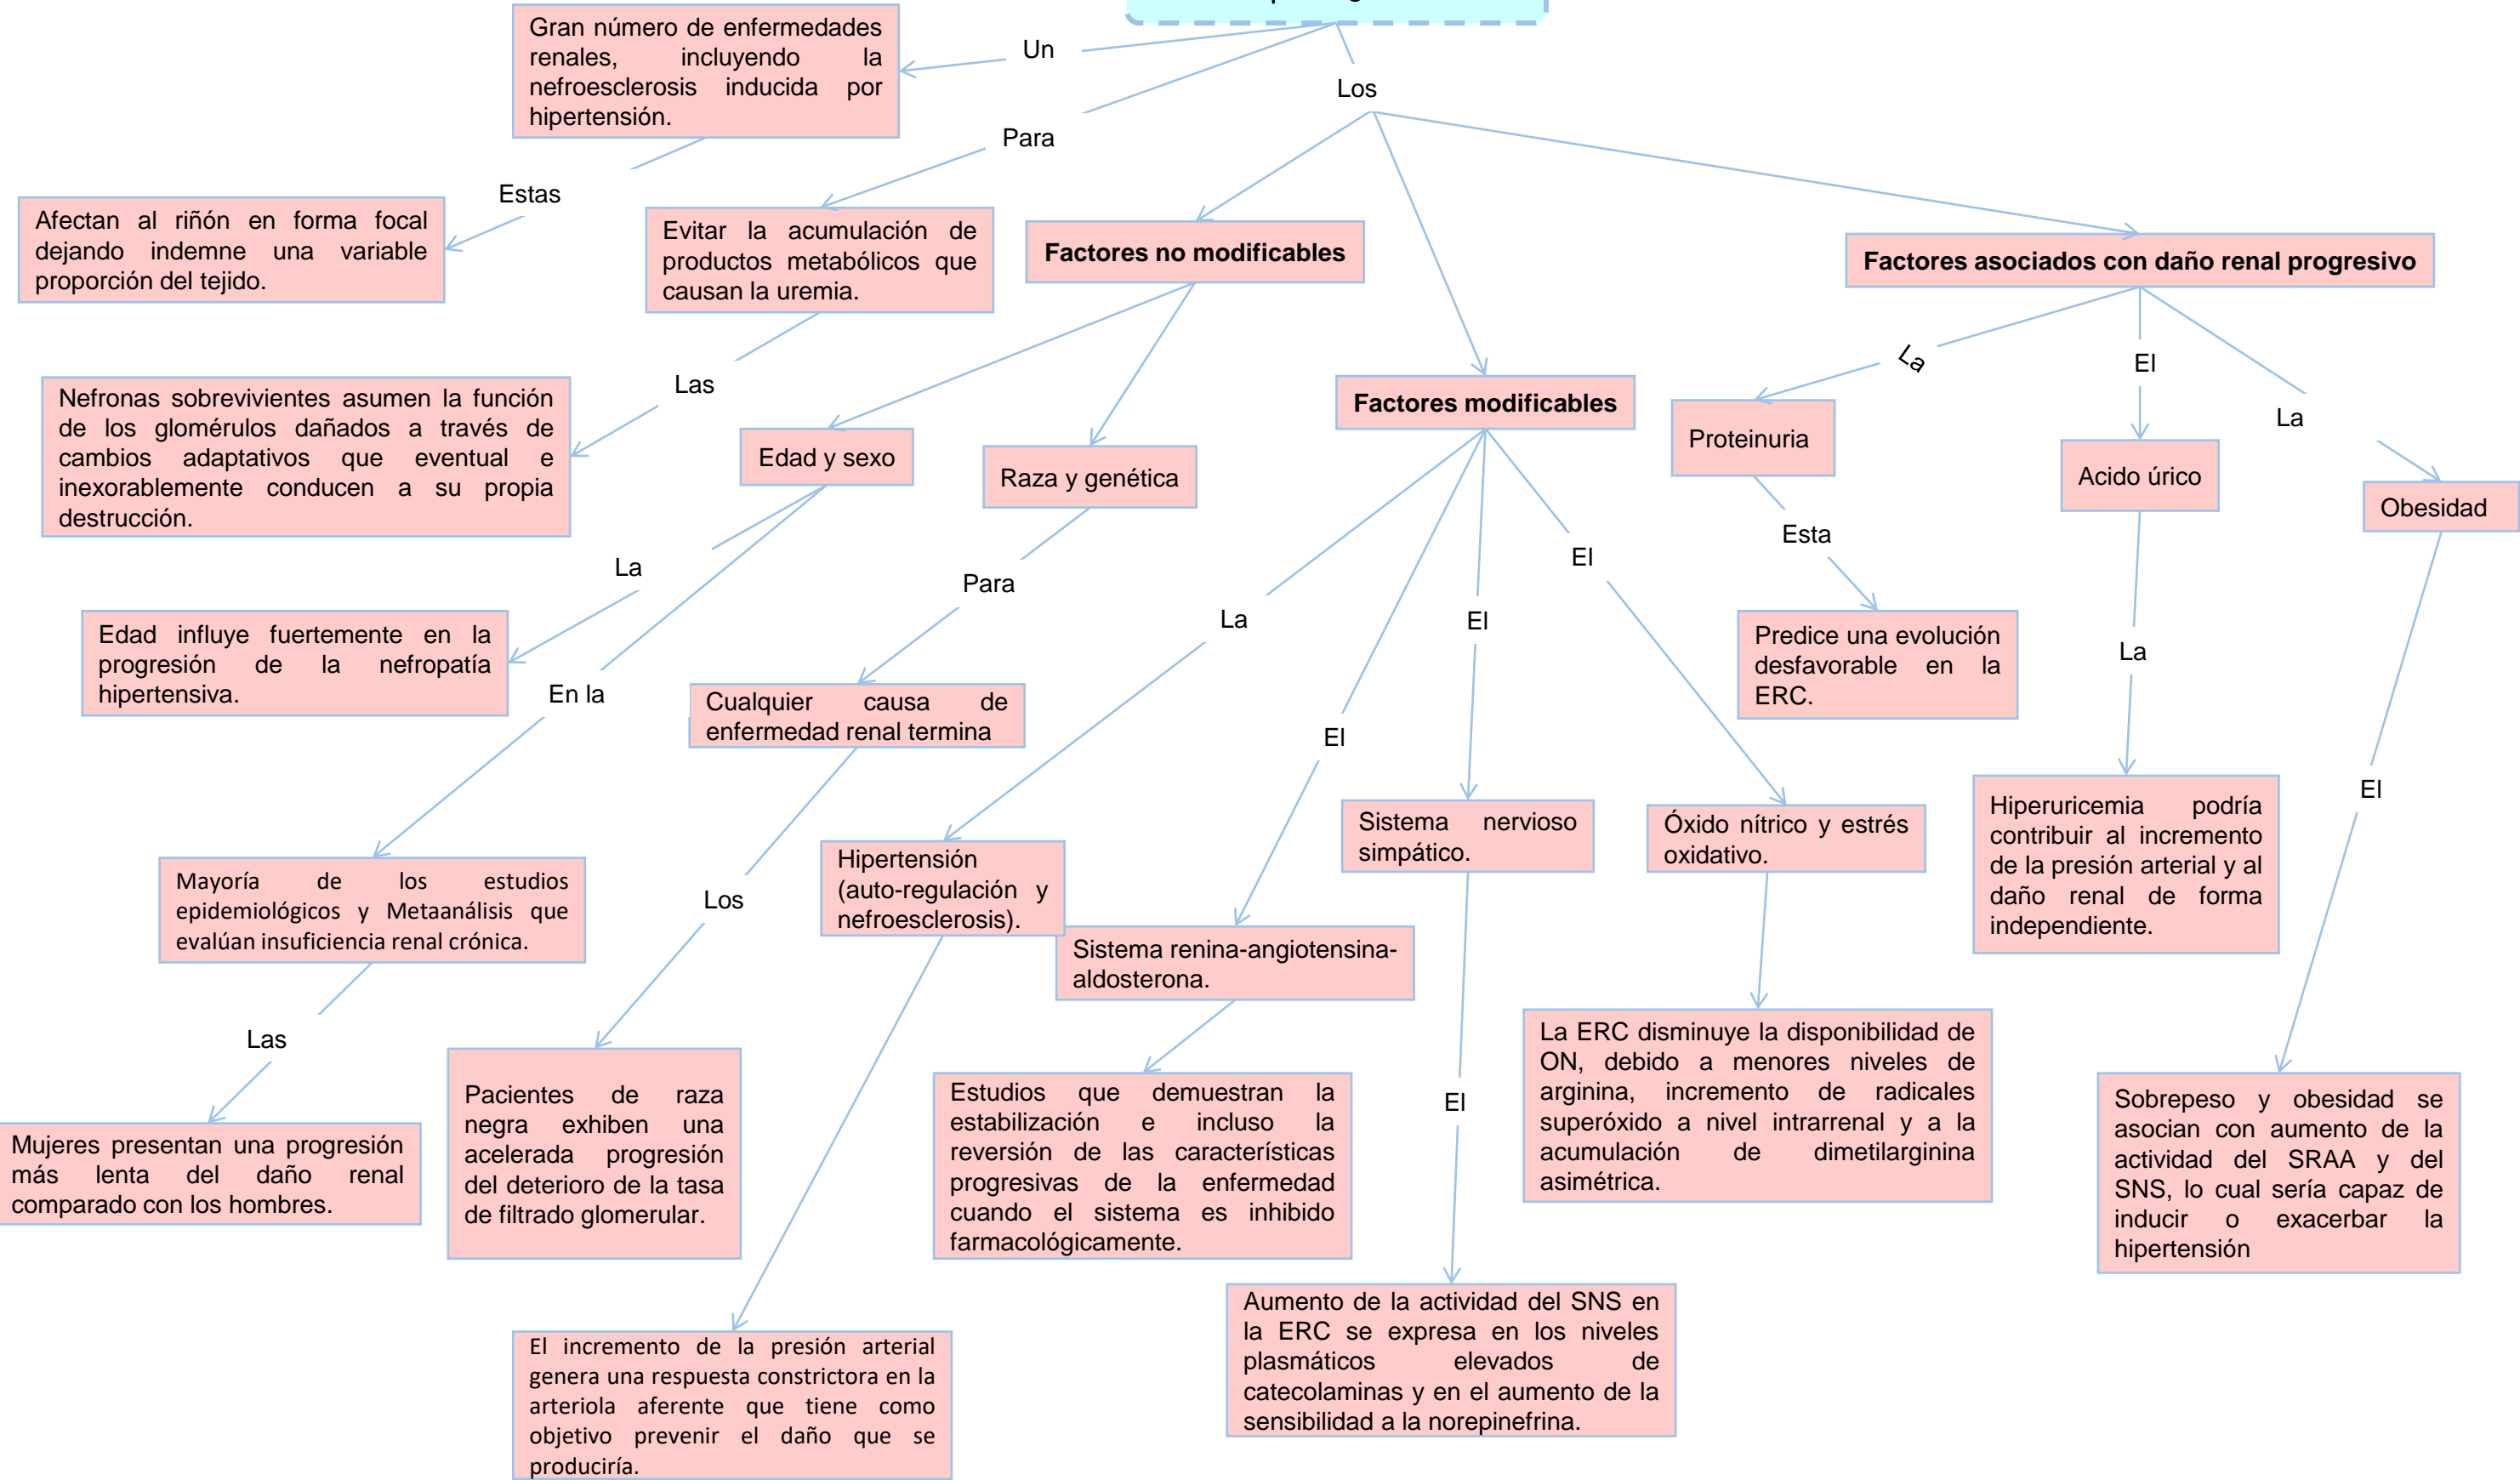 Gran número de enfermedades
renales, incluyendo la
nefroesclerosis inducida por
hipertensión.
Un
Los
Para
Estas
Afectan al riñón en forma focal
dejando indemne una variable
proporción del tejido.
Evitar la acumulación de
productos metabólicos que
causan la uremia.
Factores no modificables
Factores asociados con daño renal progresivo
Las
Nefronas sobrevivientes asumen la función
de los glomérulos dañados a través de
cambios adaptativos que eventual e
inexorablemente conducen a su propia
destrucción.
Factores modificables
La
El
La
Edad y sexo
Raza y genética
Proteinuria
Acido úrico
Obesidad
La
Para
La
El
El
Esta
Edad influye fuertemente en la
progresión de la nefropatía
hipertensiva.
En la
Cualquier causa de
enfermedad renal termina
El
Predice una evolución
desfavorable en la
ERC.
La
El
Mayoría de los estudios
epidemiológicos y Metaanálisis que
evalúan insuficiencia renal crónica.
Los
Hipertensión
(auto-regulación y
nefroesclerosis).
Sistema renina-angiotensina-
aldosterona.
Sistema nervioso
simpático.
Óxido nítrico y estrés
oxidativo.
Hiperuricemia podría
contribuir al incremento
de la presión arterial y al
daño renal de forma
independiente.
Las
Mujeres presentan una progresión
más lenta del daño renal
comparado con los hombres.
Pacientes de raza
negra exhiben una
acelerada progresión
del deterioro de la tasa
de filtrado glomerular.
Estudios que demuestran la
estabilización e incluso la
reversión de las características
progresivas de la enfermedad
cuando el sistema es inhibido
farmacológicamente.
El
La ERC disminuye la disponibilidad de
ON, debido a menores niveles de
arginina, incremento de radicales
superóxido a nivel intrarrenal y a la
acumulación de dimetilarginina
asimétrica.
Sobrepeso y obesidad se
asocian con aumento de la
actividad del SRAA y del
SNS, lo cual sería capaz de
inducir o exacerbar la
hipertensión
El incremento de la presión arterial
genera una respuesta constrictora en la
arteriola aferente que tiene como
objetivo prevenir el daño que se
produciría.
Aumento de la actividad del SNS en
la ERC se expresa en los niveles
plasmáticos elevados de
catecolaminas y en el aumento de la
sensibilidad a la norepinefrina.